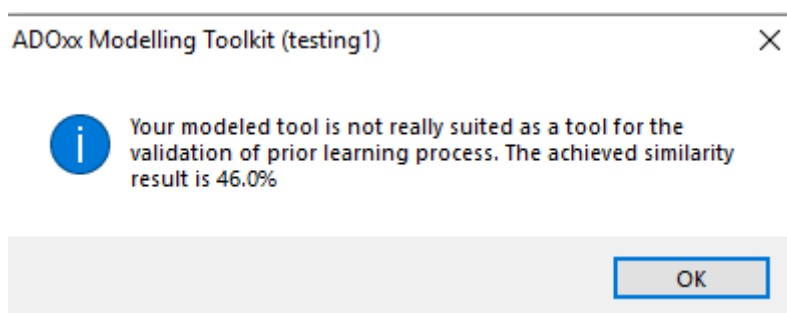 ADOxx Modelling Toolkit (testing1)
Your modeled tool is not really suited as a tool for the
validation of prior learning process. The achieved similarity
result is 46.0%
OK